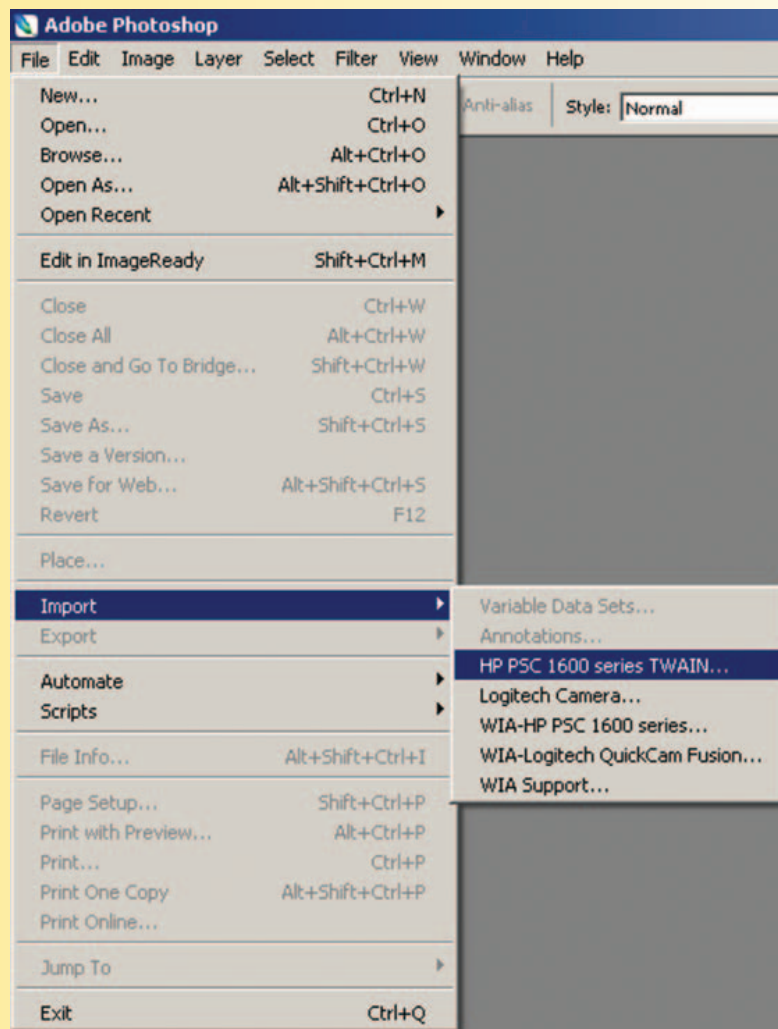 Adobe Photoshop
File Edit Image Layer Select Filter View Window Help
Anti-alias Style: Normal
New... Ctrl+N
Open... Ctrl+O
Browse... Alt+Ctrl+O
Open As... Alt+Shift+Ctrl+O
Open Recent
Edit in ImageReady Shift+Ctrl+M
Close Ctrl+W
Close All Alt+Ctrl+W
Close and Go To Bridge... Shift+Ctrl+W
Save Ctrl+S
Save As... Shift+Ctrl+S
Save a Version...
Save for Web... Alt+Shift+Ctrl+S
Revert F12
Place...
Import
Export
Automate
Scripts
File Info... Alt+Shift+Ctrl+I
Page Setup... Shift+Ctrl+P
Print with Preview... Alt+Ctrl+P
Print... Ctrl+P
Print One Copy Alt+Shift+Ctrl+P
Print Online...
Jump To
Exit Ctrl+Q
Variable Data Sets...
Annotations...
HP PSC 1600 series TWAIN...
Logitech Camera...
WIA-HP PSC 1600 series...
WIA-Logitech QuickCam Fusion...
WIA Support...